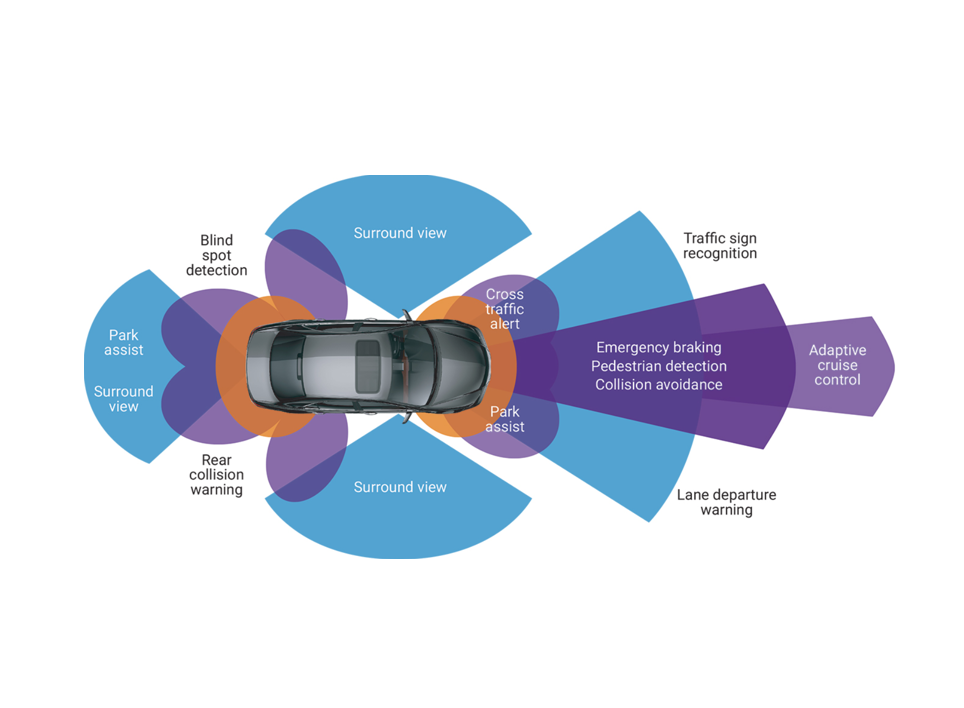 Surround view
Blind
spot
detection
Traffic sign
recognition
Cross
traffic
alert
Park
assist
Surround
view
Emergency braking
Pedestrian detection
Collision avoidance
Adaptive
cruise
control
Park
assist
Rear
collision
warning
Surround view
Lane departure
warning